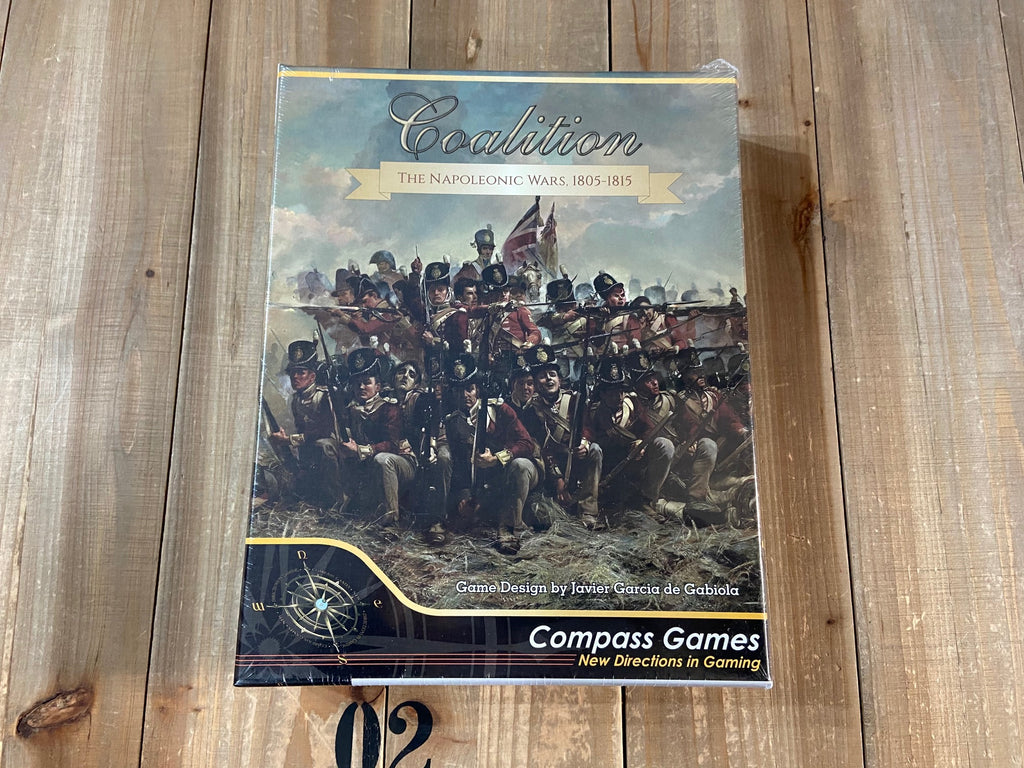 Coalition
The Napoleonic Wars, 1805-1815
Game Design by Javier Garcia de Gabiola
n
w e
s
Compass Games
New Directions in Gaming
02